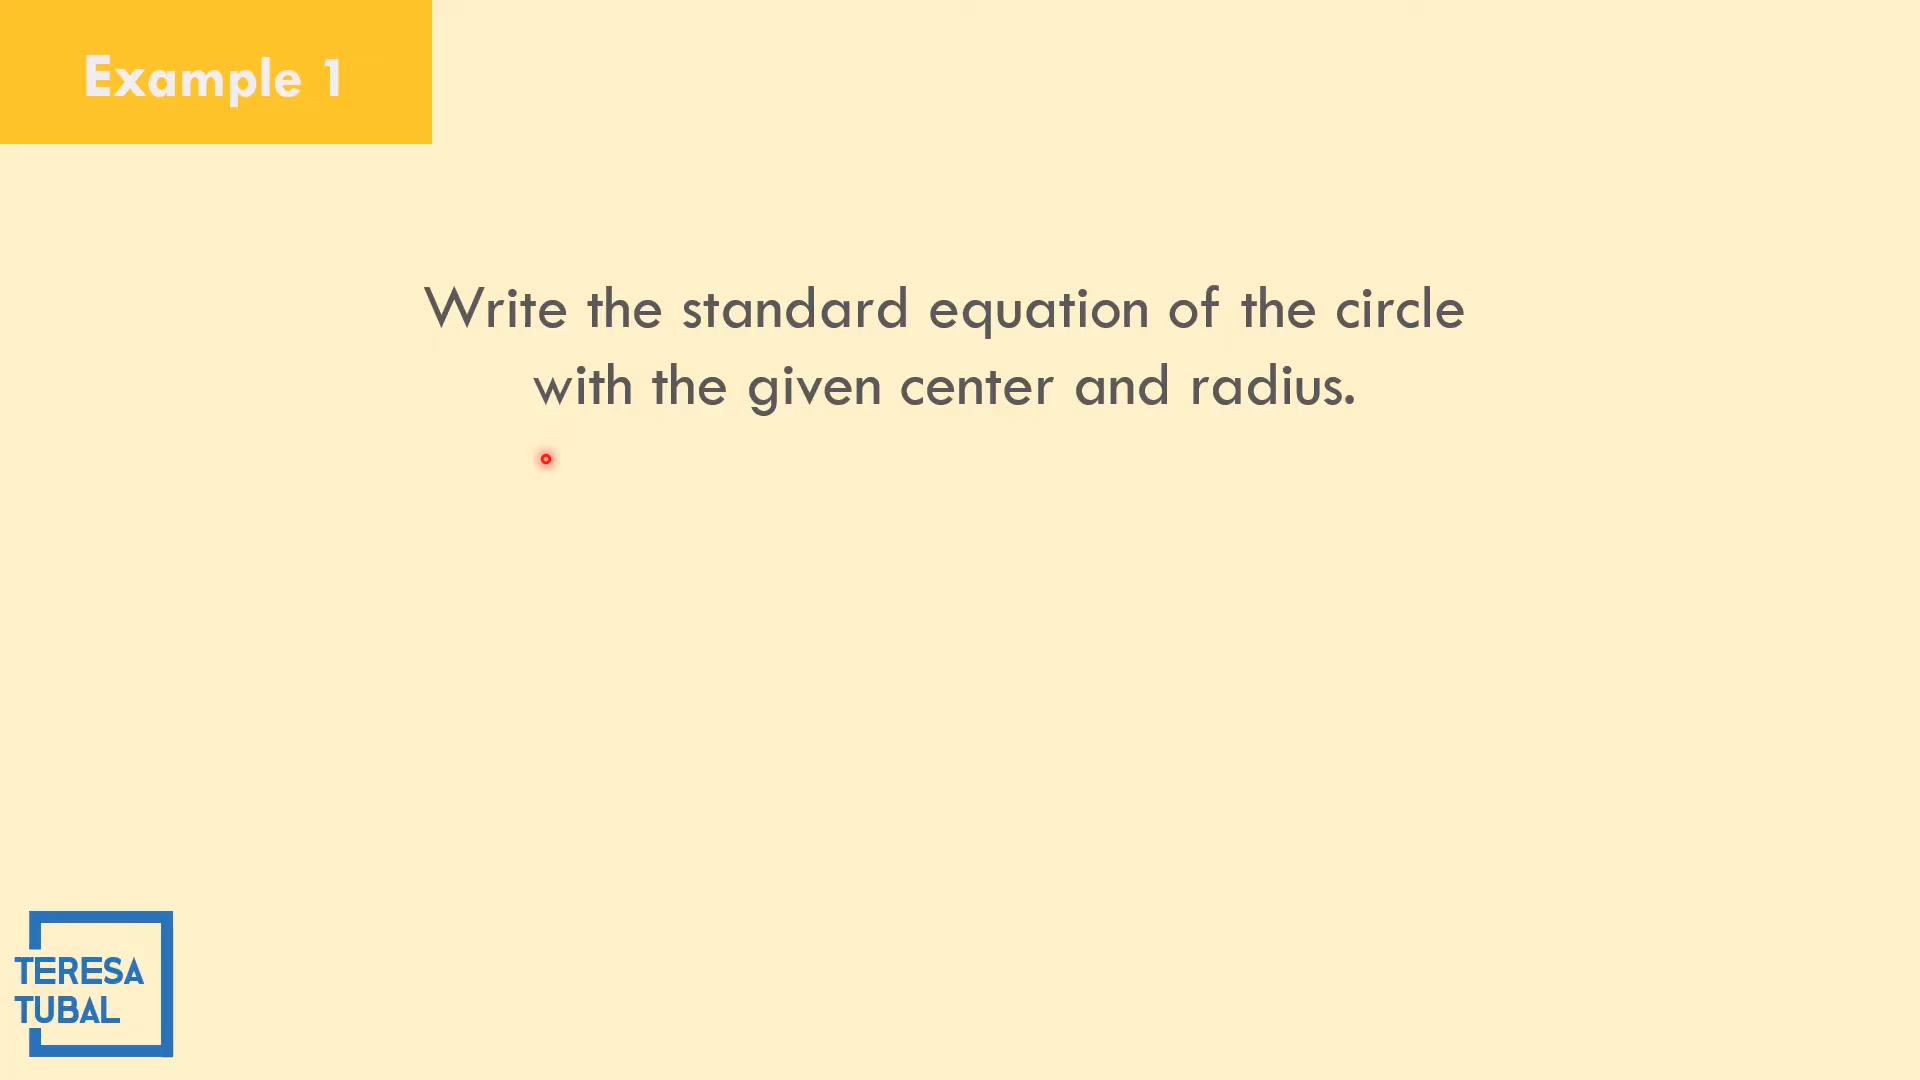 Example 1
Write the standard equation of the circle
with the given center and radius.
TERESA
TUBAL